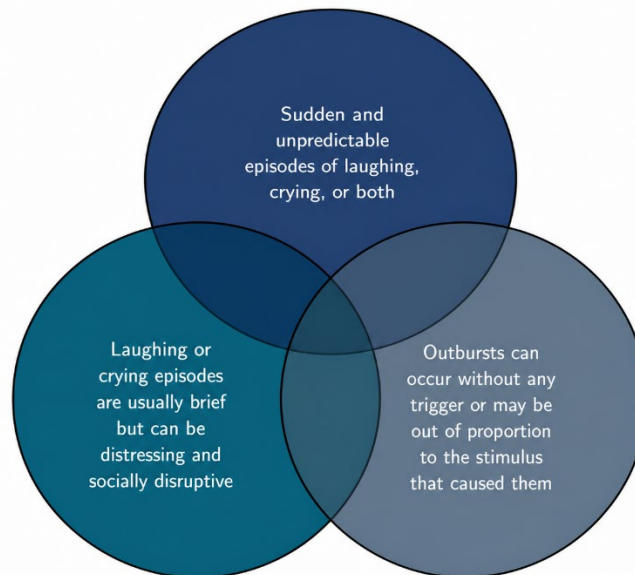 Sudden and
unpredictable
episodes of laughing,
crying, or both
Laughing or
crying episodes
are usually brief
but can be
distressing and
socially disruptive
Outbursts can
occur without any
trigger or may be
out of proportion
to the stimulus
that caused them